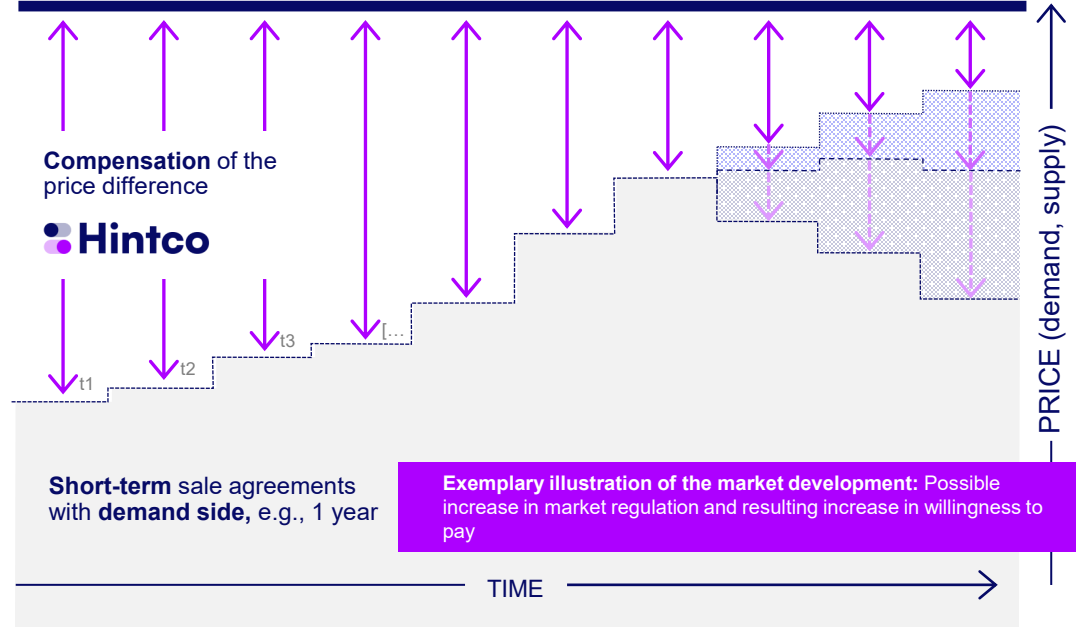 Compensation of the
price difference
Hintco
t1
t2
t3
[...
Short-term sale agreements
with demand side, e.g., 1 year
Exemplary illustration of the market development: Possible
increase in market regulation and resulting increase in willingness to
pay
TIME
PRICE (demand, supply)